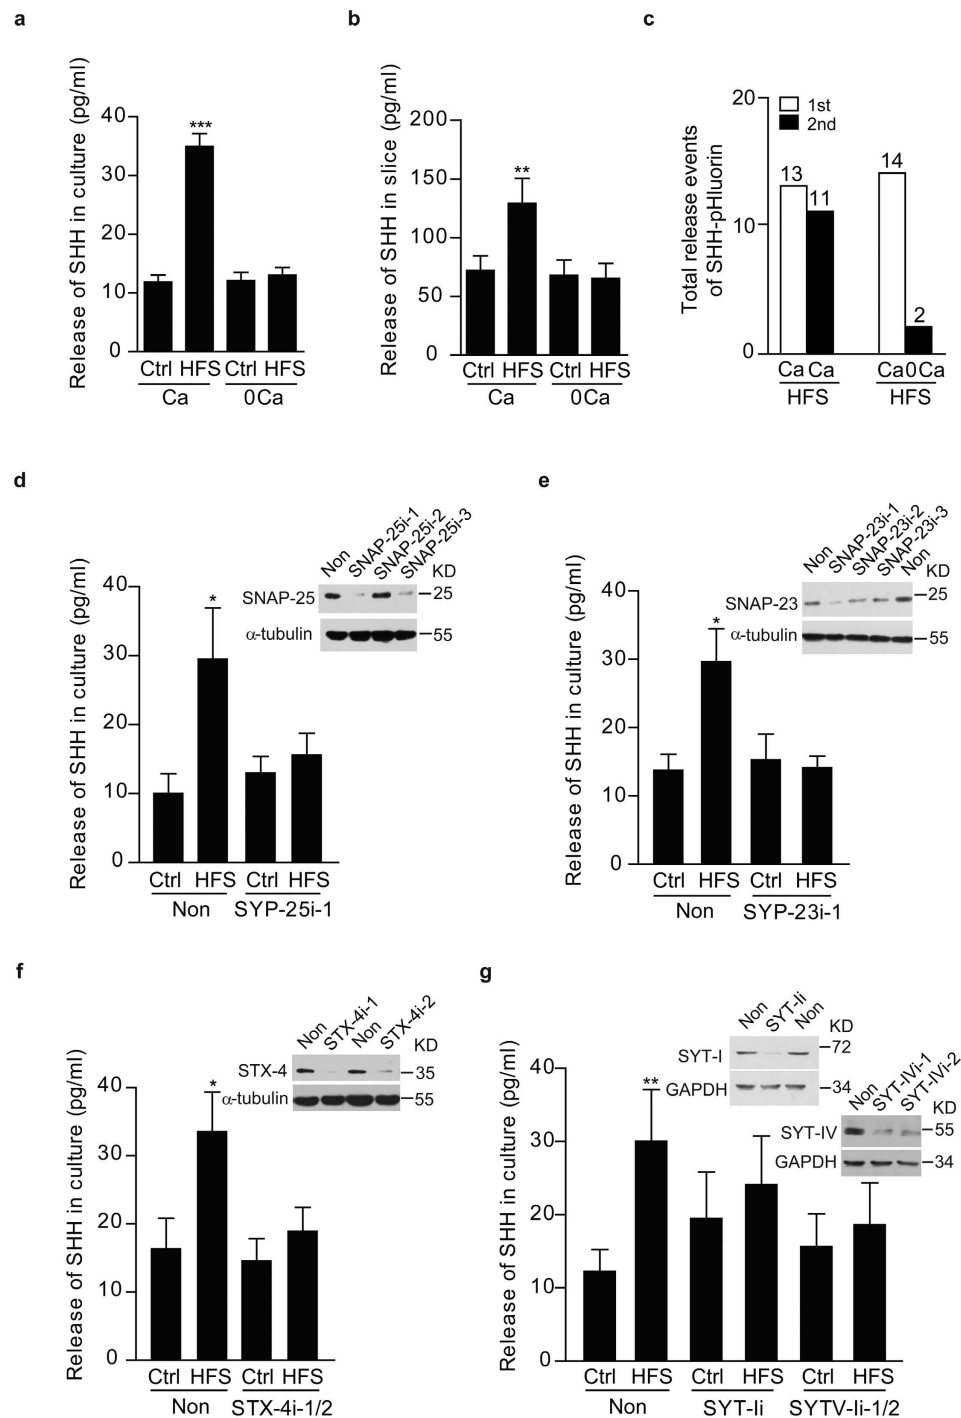 a
Release of SHH in culture (pg/ml)
40
30
20
10
0
***
Ctrl HFS Ctrl HFS
Ca 0Ca
b
Release of SHH in slice (pg/ml)
200
150
100
50
0
**
Ctrl HFS Ctrl HFS
Ca 0Ca
c
Total release events
of SHH-pHluorin
20
10
0
1st
2nd
13
11
14
2
Ca Ca Ca 0Ca
HFS HFS
d
Release of SHH in culture (pg/ml)
40
30
20
10
0
*
Non SNAP-25i-1 SNAP-25i-2 SNAP-25i-3
KD
SNAP-25 25
α-tubulin 55
Ctrl HFS Ctrl HFS
Non SYP-25i-1
e
Release of SHH in culture (pg/ml)
40
30
20
10
0
*
Non SNAP-23i-1 SNAP-23i-2 SNAP-23i-3 Non
KD
SNAP-23 25
α-tubulin 55
Ctrl HFS Ctrl HFS
Non SYP-23i-1
f
Release of SHH in culture (pg/ml)
40
30
20
10
0
*
Non STX-4i-1 Non STX-4i-2
KD
STX-4 35
α-tubulin 55
Ctrl HFS Ctrl HFS
Non STX-4i-1/2
g
Release of SHH in culture (pg/ml)
40
30
20
10
0
**
Non SYT-Ii Non
KD
SYT-I 72
GAPDH 34
Non SYT-IVi-1 SYT-IVi-2
KD
SYT-IV 55
GAPDH 34
Ctrl HFS Ctrl HFS Ctrl HFS
Non SYT-Ii SYTV-Ii-1/2